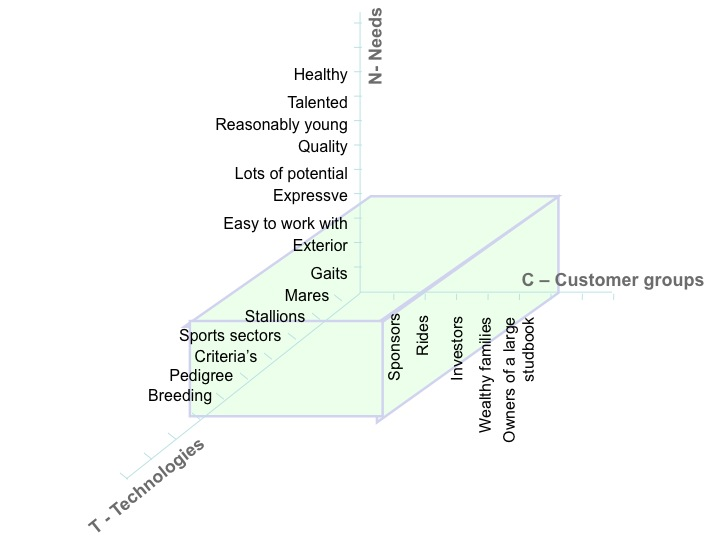 N- Needs
Healthy
Talented
Reasonably young
Quality
Lots of potential
Expressve
Easy to work with
Exterior
Gaits
C – Customer groups
Mares
Stallions
Sports sectors
Criteria’s
Pedigree
Breeding
T - Technologies
Sponsors
Rides
Investors
Wealthy families
Owners of a large
studbook